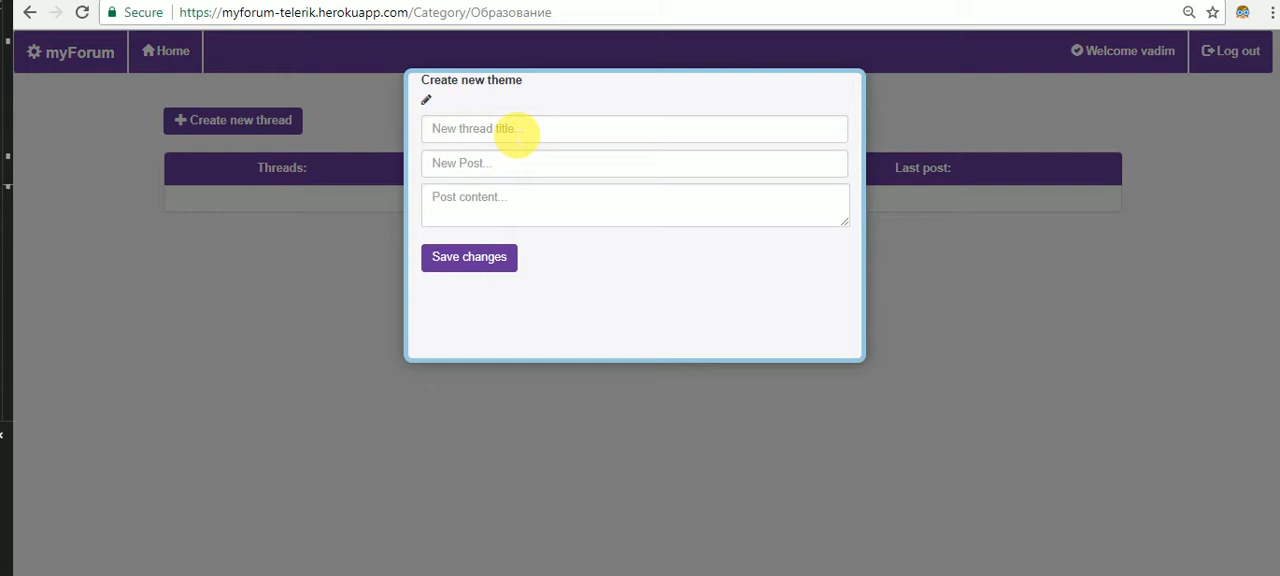 Secure https://myforum-telerik.herokuapp.com/Category/Образование
myForum Home Welcome vadim Log out
Create new theme
Create new thread
New thread title...
Threads: Last post:
New Post...
Post content...
Save changes